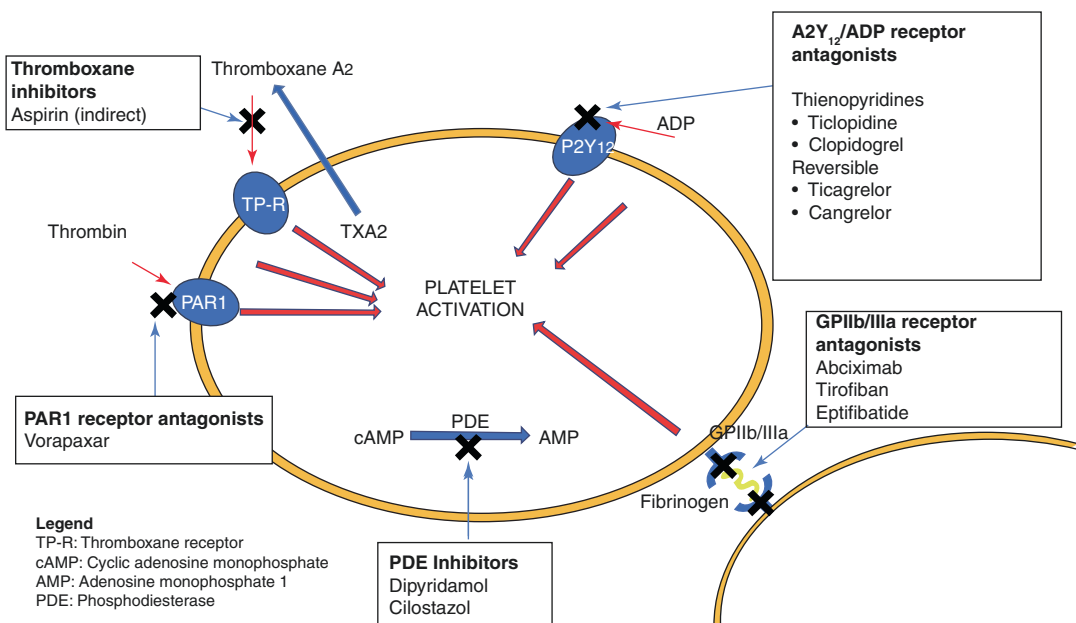 Thromboxane
inhibitors
Aspirin (indirect)
Thromboxane A2
A2Y12/ADP receptor
antagonists
Thienopyridines
• Ticlopidine
• Clopidogrel
Reversible
• Ticagrelor
• Cangrelor
ADP
P2Y12
TP-R
TXA2
Thrombin
PAR1
PLATELET
ACTIVATION
GPIIb/IIIa receptor
antagonists
Abciximab
Tirofiban
Eptifibatide
PAR1 receptor antagonists
Vorapaxar
PDE
cAMP
AMP
GPIIb/IIIa
Fibrinogen
Legend
TP-R: Thromboxane receptor
cAMP: Cyclic adenosine monophosphate
AMP: Adenosine monophosphate 1
PDE: Phosphodiesterase
PDE Inhibitors
Dipyridamol
Cilostazol